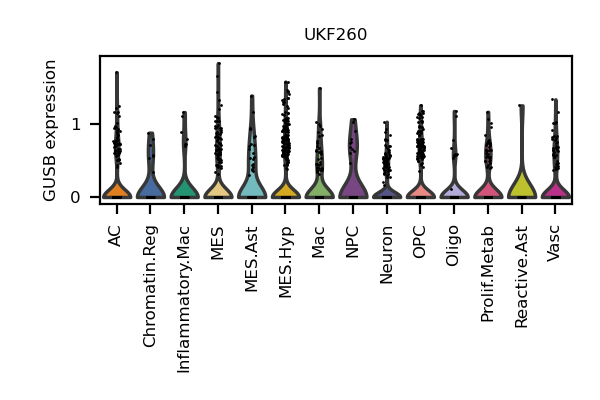 UKF260
GUSB expression
1
0
AC
Chromatin.Reg
Inflammatory.Mac
MES
MES.Ast
MES.Hyp
Mac
NPC
Neuron
OPC
Oligo
Prolif.Metab
Reactive.Ast
Vasc